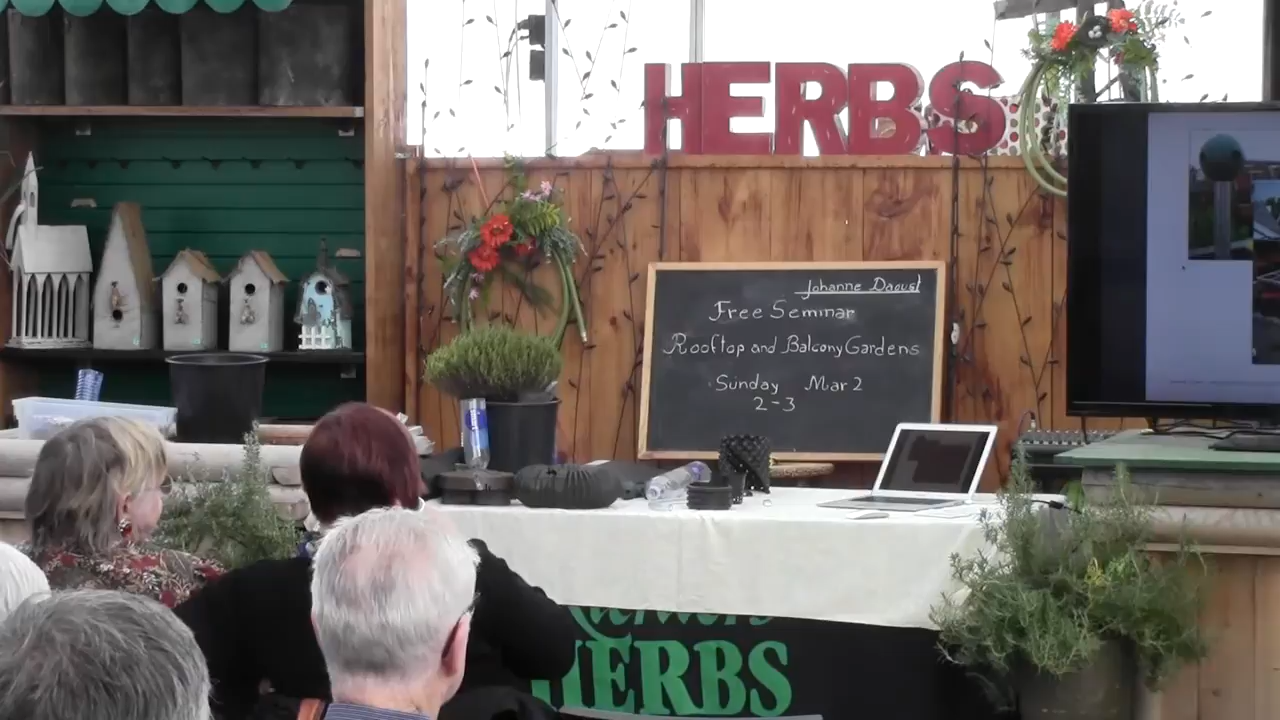 HERBS
Johanne Daoust
Free Seminar
Rooftop and Balcony Gardens
Sunday Mar 2
2-3
HERBS